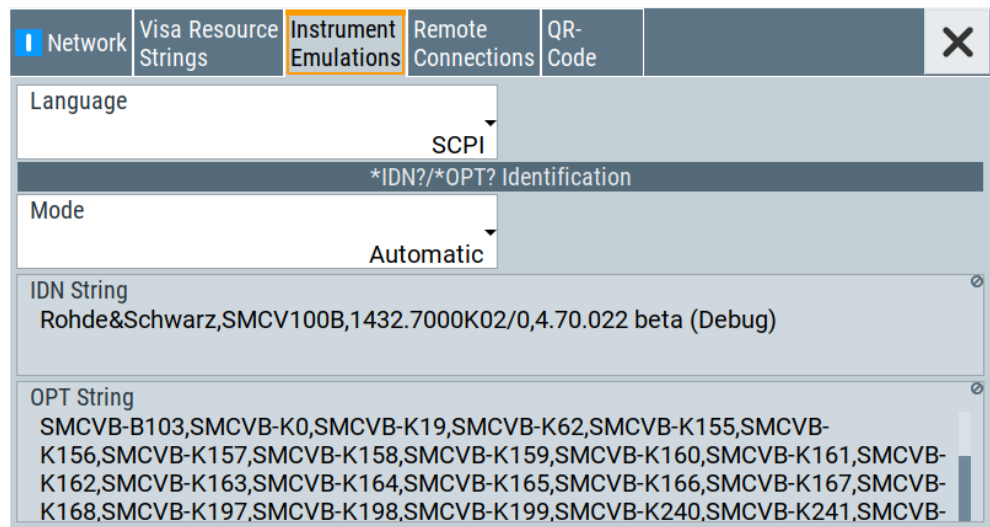 Network
Visa Resource
Strings
Instrument
Emulations
Remote
Connections
QR-
Code
Language
SCPI
*IDN?/*OPT? Identification
Mode
Automatic
IDN String
Rohde&Schwarz,SMCV100B,1432.7000K02/0,4.70.022 beta (Debug)
OPT String
SMCVB-B103,SMCVB-K0,SMCVB-K19,SMCVB-K62,SMCVB-K155,SMCVB-
K156,SMCVB-K157,SMCVB-K158,SMCVB-K159,SMCVB-K160,SMCVB-K161,SMCVB-
K162,SMCVB-K163,SMCVB-K164,SMCVB-K165,SMCVB-K166,SMCVB-K167,SMCVB-
K168,SMCVB-K197,SMCVB-K198,SMCVB-K199,SMCVB-K240,SMCVB-K241,SMCVB-